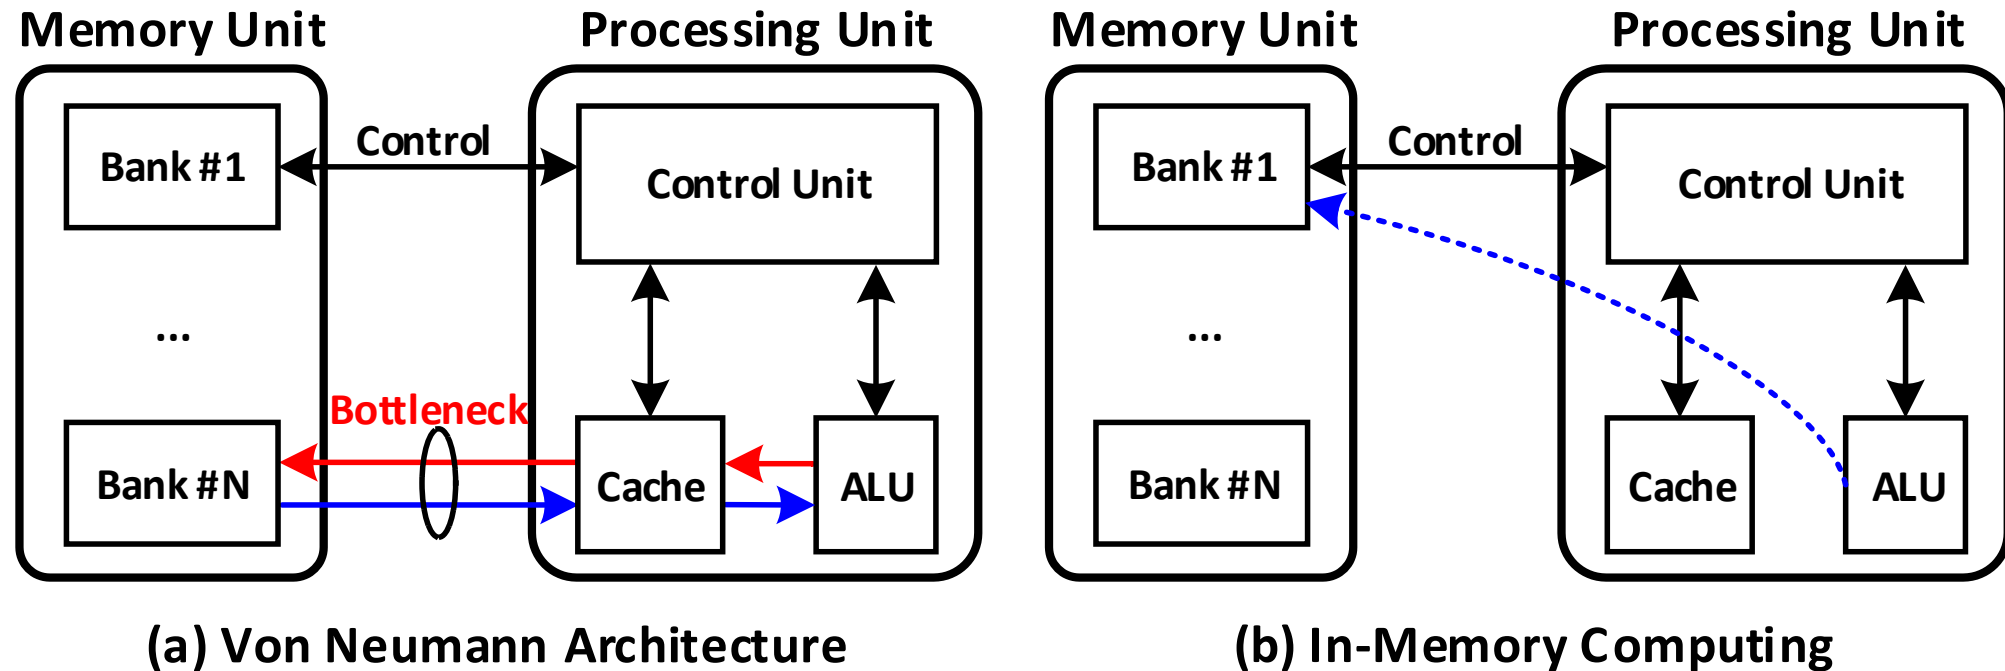 Memory Unit
Processing Unit
Bank #1
Control
Control Unit
...
Bottleneck
Bank #N
Cache
ALU
(a) Von Neumann Architecture
Memory Unit
Processing Unit
Bank #1
Control
Control Unit
...
Bank #N
Cache
ALU
(b) In-Memory Computing